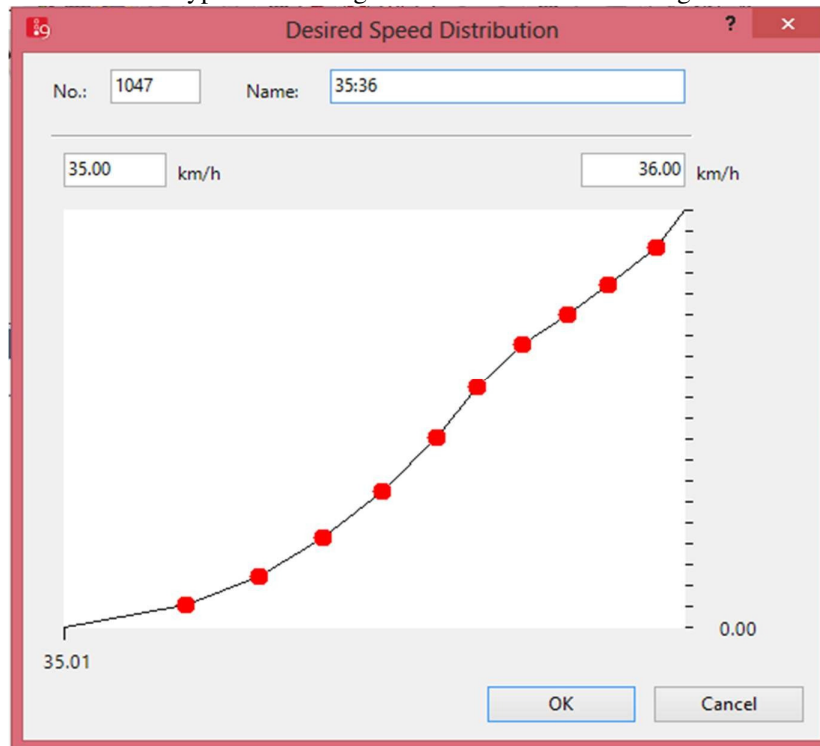 Desired Speed Distribution
?
×
No.: 1047 Name: 35:36
35.00 km/h 36.00 km/h
0.00
35.01
OK Cancel